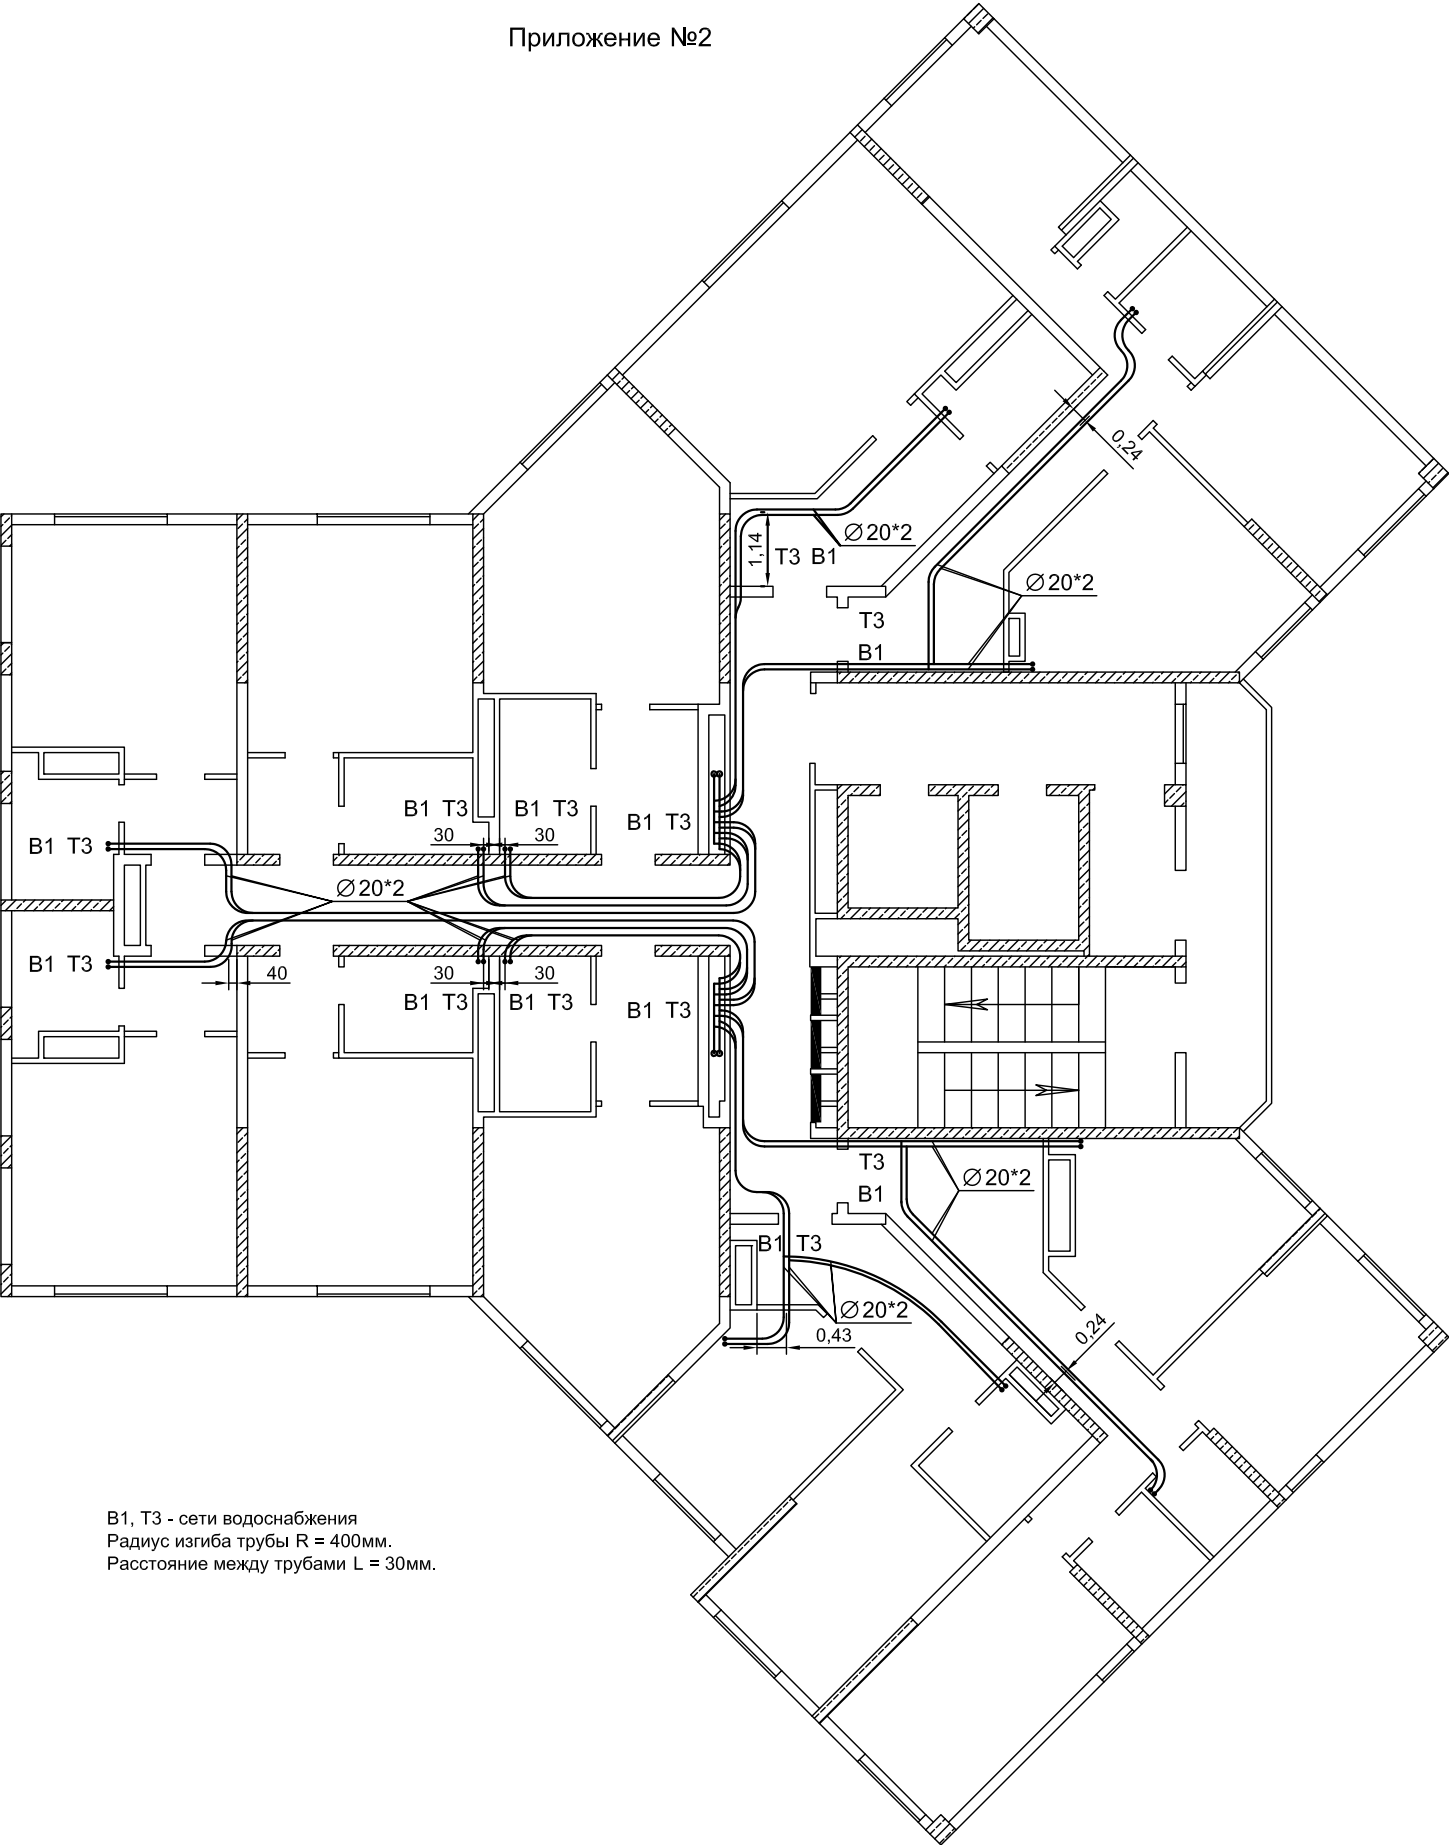 Приложение №2
0,24
∅20*2
1,14
Т3 В1
∅20*2
Т3
В1
В1 Т3
В1 Т3
В1 Т3
30
30
В1 Т3
∅20*2
В1 Т3
40
30
30
В1 Т3
В1 Т3
В1 Т3
Т3
В1
∅20*2
В1 Т3
∅20*2
0,43
0,24
В1, Т3 - сети водоснабжения
Радиус изгиба трубы R = 400мм.
Расстояние между трубами L = 30мм.